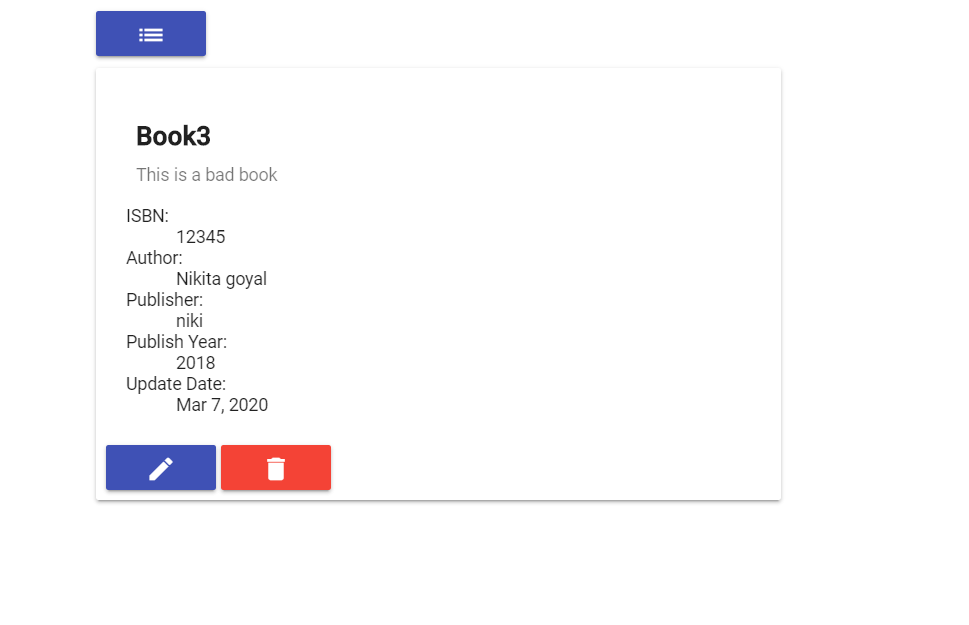 Book3
This is a bad book
ISBN:
12345
Author:
Nikita goyal
Publisher:
niki
Publish Year:
2018
Update Date:
Mar 7, 2020